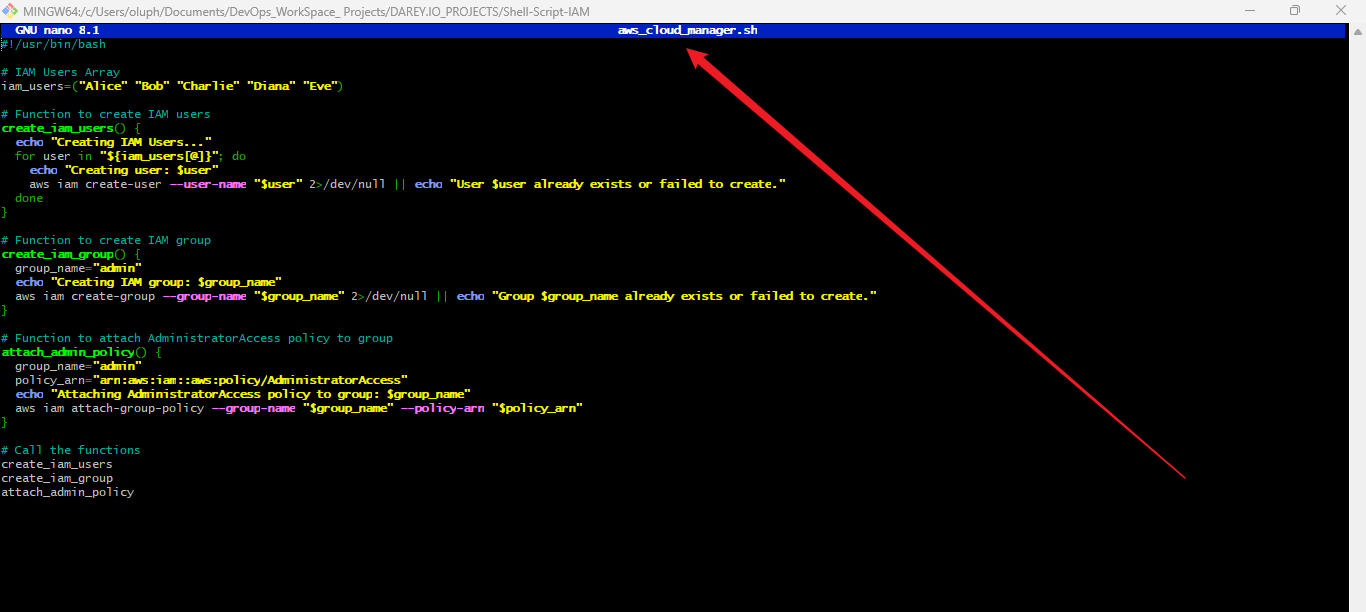 MINGW64:/c/Users/oluph/Documents/DevOps_WorkSpace_ Projects/DAREY.IO_PROJECTS/Shell-Script-IAM
GNU nano 8.1 aws_cloud_manager.sh
#!/usr/bin/bash
# IAM Users Array
iam_users=("Alice" "Bob" "Charlie" "Diana" "Eve")
# Function to create IAM users
create_iam_users() {
  echo "Creating IAM Users..."
  for user in "${iam_users[@]}"; do
    echo "Creating user: $user"
    aws iam create-user --user-name "$user" 2>/dev/null || echo "User $user already exists or failed to create."
  done
}
# Function to create IAM group
create_iam_group() {
  group_name="admin"
  echo "Creating IAM group: $group_name"
  aws iam create-group --group-name "$group_name" 2>/dev/null || echo "Group $group_name already exists or failed to create."
}
# Function to attach AdministratorAccess policy to group
attach_admin_policy() {
  group_name="admin"
  policy_arn="arn:aws:iam::aws:policy/AdministratorAccess"
  echo "Attaching AdministratorAccess policy to group: $group_name"
  aws iam attach-group-policy --group-name "$group_name" --policy-arn "$policy_arn"
}
# Call the functions
create_iam_users
create_iam_group
attach_admin_policy